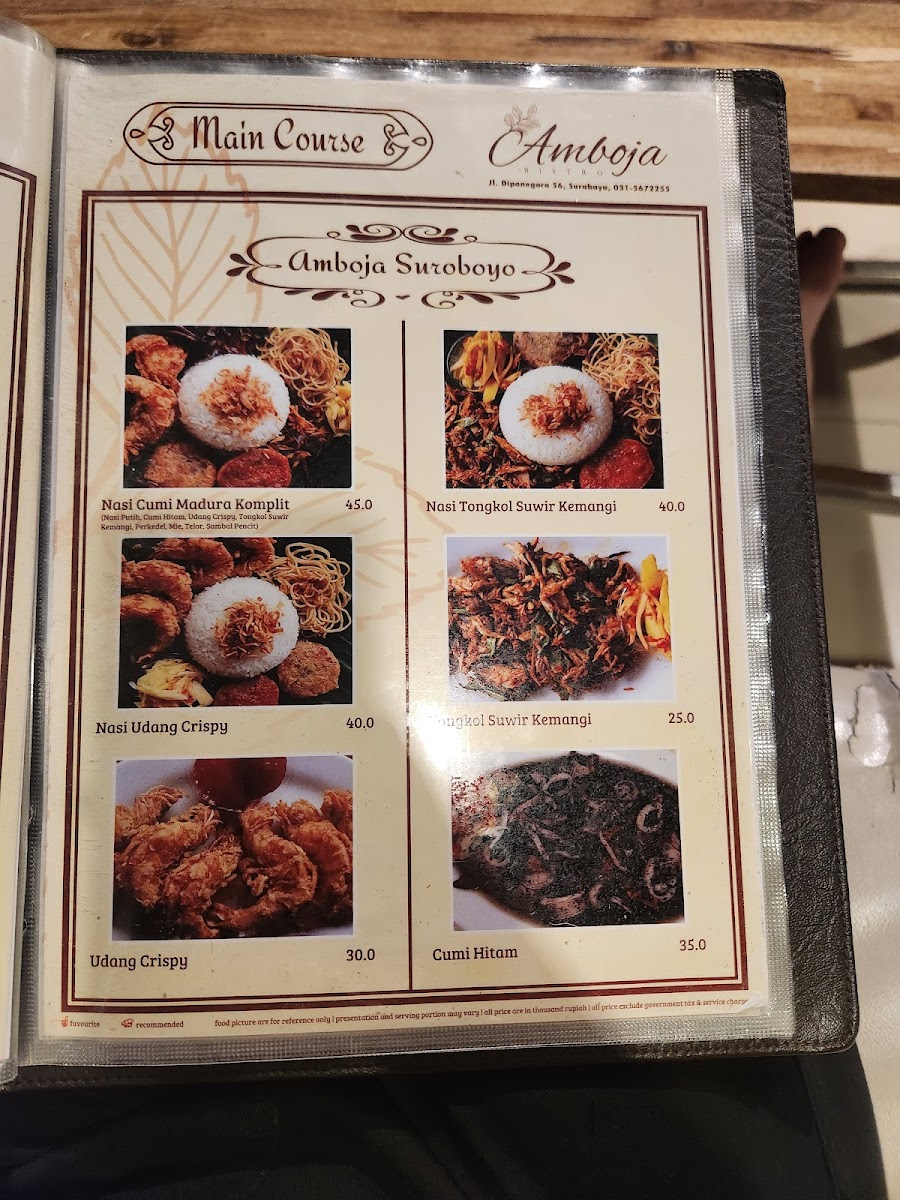 Main Course
Amboja
BISTRO
Jl. Diponegoro 56, Surabaya, 031-5672255
Amboja Suroboyo
Nasi Cumi Madura Komplit 45.0
(Nasi Putih, Cumi Hitam, Udang Crispy, Tongkol Suwir
Kemangi, Perkedel, Mie, Telor, Sambal Pencit)
Nasi Tongkol Suwir Kemangi 40.0
Nasi Udang Crispy 40.0
Tongkol Suwir Kemangi 25.0
Udang Crispy 30.0
Cumi Hitam 35.0
favourite recommended food picture are for reference only | presentation and serving portion may vary | all price are in thousand rupiah | all price exclude government tax & service charge